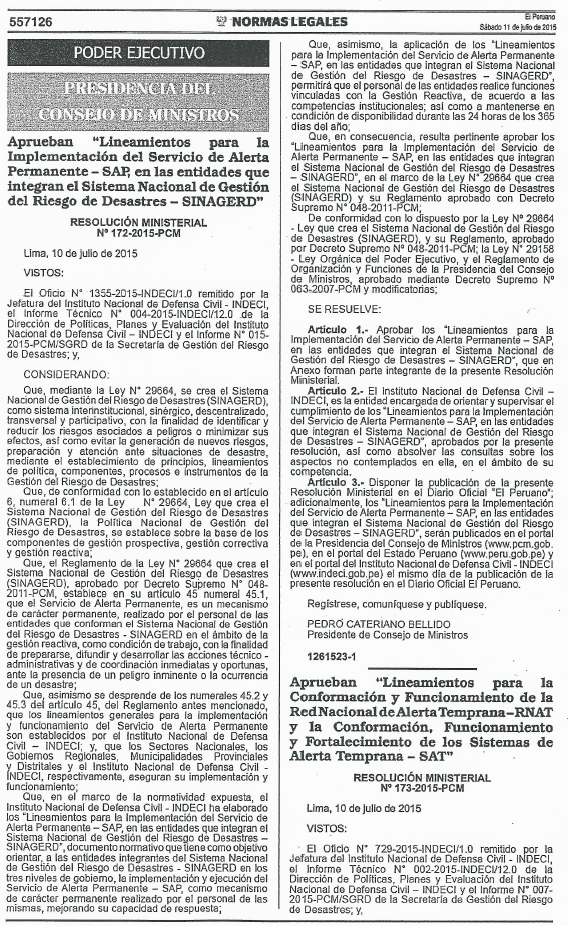 557126
NORMAS LEGALES
El Peruano
Sábado 11 de julio de 2015
PODER EJECUTIVO
PRESIDENCIA DEL
CONSEJO DE MINISTROS
Aprueban "Lineamientos para la
Implementación del Servicio de Alerta
Permanente – SAP, en las entidades que
integran el Sistema Nacional de Gestión
del Riesgo de Desastres – SINAGERD"
RESOLUCIÓN MINISTERIAL
Nº 172-2015-PCM
Lima, 10 de julio de 2015
VISTOS:
El Oficio N° 1355-2015-INDECI/1.0 remitido por la
Jefatura del Instituto Nacional de Defensa Civil - INDECI,
el Informe Técnico N° 004-2015-INDECI/12.0 de la
Dirección de Políticas, Planes y Evaluación del Instituto
Nacional de Defensa Civil – INDECI y el Informe N° 015-
2015-PCM/SGRD de la Secretaría de Gestión del Riesgo
de Desastres; y,
CONSIDERANDO:
Que, mediante la Ley N° 29664, se crea el Sistema
Nacional de Gestión del Riesgo de Desastres (SINAGERD),
como sistema interinstitucional, sinérgico, descentralizado,
transversal y participativo, con la finalidad de identificar y
reducir los riesgos asociados a peligros o minimizar sus
efectos, así como evitar la generación de nuevos riesgos,
preparación y atención ante situaciones de desastre,
mediante el establecimiento de principios, lineamientos
de política, componentes, procesos e instrumentos de la
Gestión del Riesgo de Desastres;
Que, de conformidad con lo establecido en el artículo
6, numeral 6.1 de la Ley N° 29664, Ley que crea el
Sistema Nacional de Gestión del Riesgo de Desastres
(SINAGERD), la Política Nacional de Gestión del
Riesgo de Desastres, se establece sobre la base de los
componentes de gestión prospectiva, gestión correctiva
y gestión reactiva;
Que, el Reglamento de la Ley N° 29664 que crea el
Sistema Nacional de Gestión del Riesgo de Desastres
(SINAGERD), aprobado por Decreto Supremo N° 048-
2011-PCM, establece en su artículo 45 numeral 45.1,
que el Servicio de Alerta Permanente, es un mecanismo
de carácter permanente, realizado por el personal de las
entidades que conforman el Sistema Nacional de Gestión
del Riesgo de Desastres - SINAGERD en el ámbito de la
gestión reactiva, como condición de trabajo, con la finalidad
de prepararse, difundir y desarrollar las acciones técnico -
administrativas y de coordinación inmediatas y oportunas,
ante la presencia de un peligro inminente o la ocurrencia
de un desastre;
Que, asimismo se desprende de los numerales 45.2 y
45.3 del artículo 45, del Reglamento antes mencionado,
que los lineamientos generales para la implementación
y funcionamiento del Servicio de Alerta Permanente
son establecidos por el Instituto Nacional de Defensa
Civil – INDECI; y, que los Sectores Nacionales, los
Gobiernos Regionales, Municipalidades Provinciales
y Distritales y el Instituto Nacional de Defensa Civil -
INDECI, respectivamente, aseguran su implementación y
funcionamiento;
Que, en el marco de la normatividad expuesta, el
Instituto Nacional de Defensa Civil - INDECI ha elaborado
los "Lineamientos para la Implementación del Servicio de
Alerta Permanente – SAP, en las entidades que integran el
Sistema Nacional de Gestión del Riesgo de Desastres –
SINAGERD", documento normativo que tiene como objetivo
orientar, a las entidades integrantes del Sistema Nacional
de Gestión del Riesgo de Desastres - SINAGERD en los
tres niveles de gobierno, la implementación y ejecución del
Servicio de Alerta Permanente – SAP, como mecanismo
de carácter permanente realizado por el personal de las
mismas, mejorando su capacidad de respuesta;
Que, asimismo, la aplicación de los "Lineamientos
para la Implementación del Servicio de Alerta Permanente
– SAP, en las entidades que integran el Sistema Nacional
de Gestión del Riesgo de Desastres – SINAGERD",
permitirá que el personal de las entidades realice funciones
vinculadas con la Gestión Reactiva, de acuerdo a las
competencias institucionales; así como a mantenerse en
condición de disponibilidad durante las 24 horas de los 365
días del año;
Que, en consecuencia, resulta pertinente aprobar los
"Lineamientos para la Implementación del Servicio de
Alerta Permanente – SAP, en las entidades que integran
el Sistema Nacional de Gestión del Riesgo de Desastres
– SINAGERD", en el marco de la Ley N° 29664 que crea
el Sistema Nacional de Gestión del Riesgo de Desastres
(SINAGERD) y su Reglamento aprobado con Decreto
Supremo N° 048-2011-PCM;
De conformidad con lo dispuesto por la Ley N° 29664
- Ley que crea el Sistema Nacional de Gestión del Riesgo
de Desastres (SINAGERD), y su Reglamento, aprobado
por Decreto Supremo N° 048-2011-PCM; la Ley N° 29158
- Ley Orgánica del Poder Ejecutivo, y el Reglamento de
Organización y Funciones de la Presidencia del Consejo
de Ministros, aprobado mediante Decreto Supremo Nº
063-2007-PCM y modificatorias;
SE RESUELVE:
Artículo 1.- Aprobar los "Lineamientos para la
Implementación del Servicio de Alerta Permanente – SAP,
en las entidades que integran el Sistema Nacional de
Gestión del Riesgo de Desastres – SINAGERD", que en
Anexo forman parte integrante de la presente Resolución
Ministerial.
Artículo 2.- El Instituto Nacional de Defensa Civil –
INDECI, es la entidad encargada de orientar y supervisar el
cumplimiento de los "Lineamientos para la Implementación
del Servicio de Alerta Permanente – SAP, en las entidades
que integran el Sistema Nacional de Gestión del Riesgo
de Desastres – SINAGERD", aprobados por la presente
resolución, así como absolver las consultas sobre los
aspectos no contemplados en ella, en el ámbito de su
competencia.
Artículo 3.- Disponer la publicación de la presente
Resolución Ministerial en el Diario Oficial "El Peruano";
adicionalmente, los "Lineamientos para la Implementación
del Servicio de Alerta Permanente – SAP, en las entidades
que integran el Sistema Nacional de Gestión del Riesgo
de Desastres – SINAGERD", serán publicados en el portal
de la Presidencia del Consejo de Ministros (www.pcm.gob.
pe), en el portal del Estado Peruano (www.peru.gob.pe) y
en el portal del Instituto Nacional de Defensa Civil - INDECI
(www.indeci.gob.pe) el mismo día de la publicación de la
presente resolución en el Diario Oficial El Peruano.
Regístrese, comuníquese y publíquese.
PEDRO CATERIANO BELLIDO
Presidente de Consejo de Ministros
1261523-1
Aprueban "Lineamientos para la
Conformación y Funcionamiento de la
Red Nacional de Alerta Temprana – RNAT
y la Conformación, Funcionamiento
y Fortalecimiento de los Sistemas de
Alerta Temprana – SAT"
RESOLUCIÓN MINISTERIAL
Nº 173-2015-PCM
Lima, 10 de julio de 2015
VISTOS:
El Oficio N° 729-2015-INDECI/1.0 remitido por la
Jefatura del Instituto Nacional de Defensa Civil - INDECI,
el Informe Técnico N° 002-2015-INDECI/12.0 de la
Dirección de Políticas, Planes y Evaluación del Instituto
Nacional de Defensa Civil – INDECI y el Informe N° 007-
2015-PCM/SGRD de la Secretaría de Gestión del Riesgo
de Desastres; y,